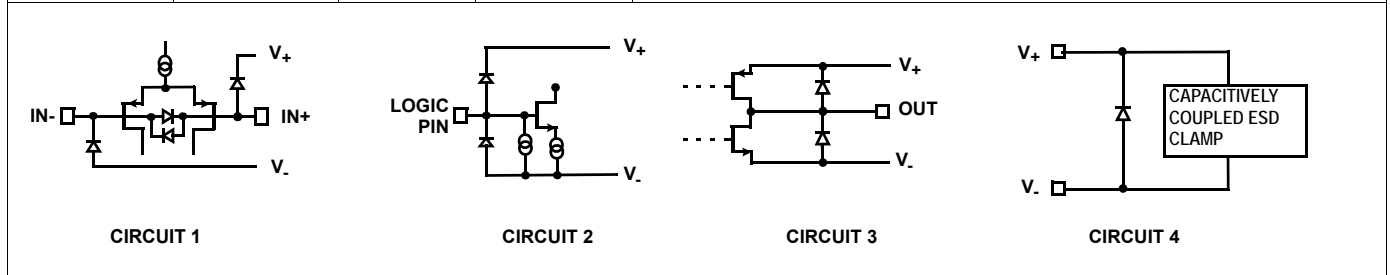 IN-
V+
IN+
V-
CIRCUIT 1
LOGIC
PIN
V+
V-
CIRCUIT 2
V+
OUT
V-
CIRCUIT 3
V+
CAPACITIVELY
COUPLED ESD
CLAMP
V-
CIRCUIT 4